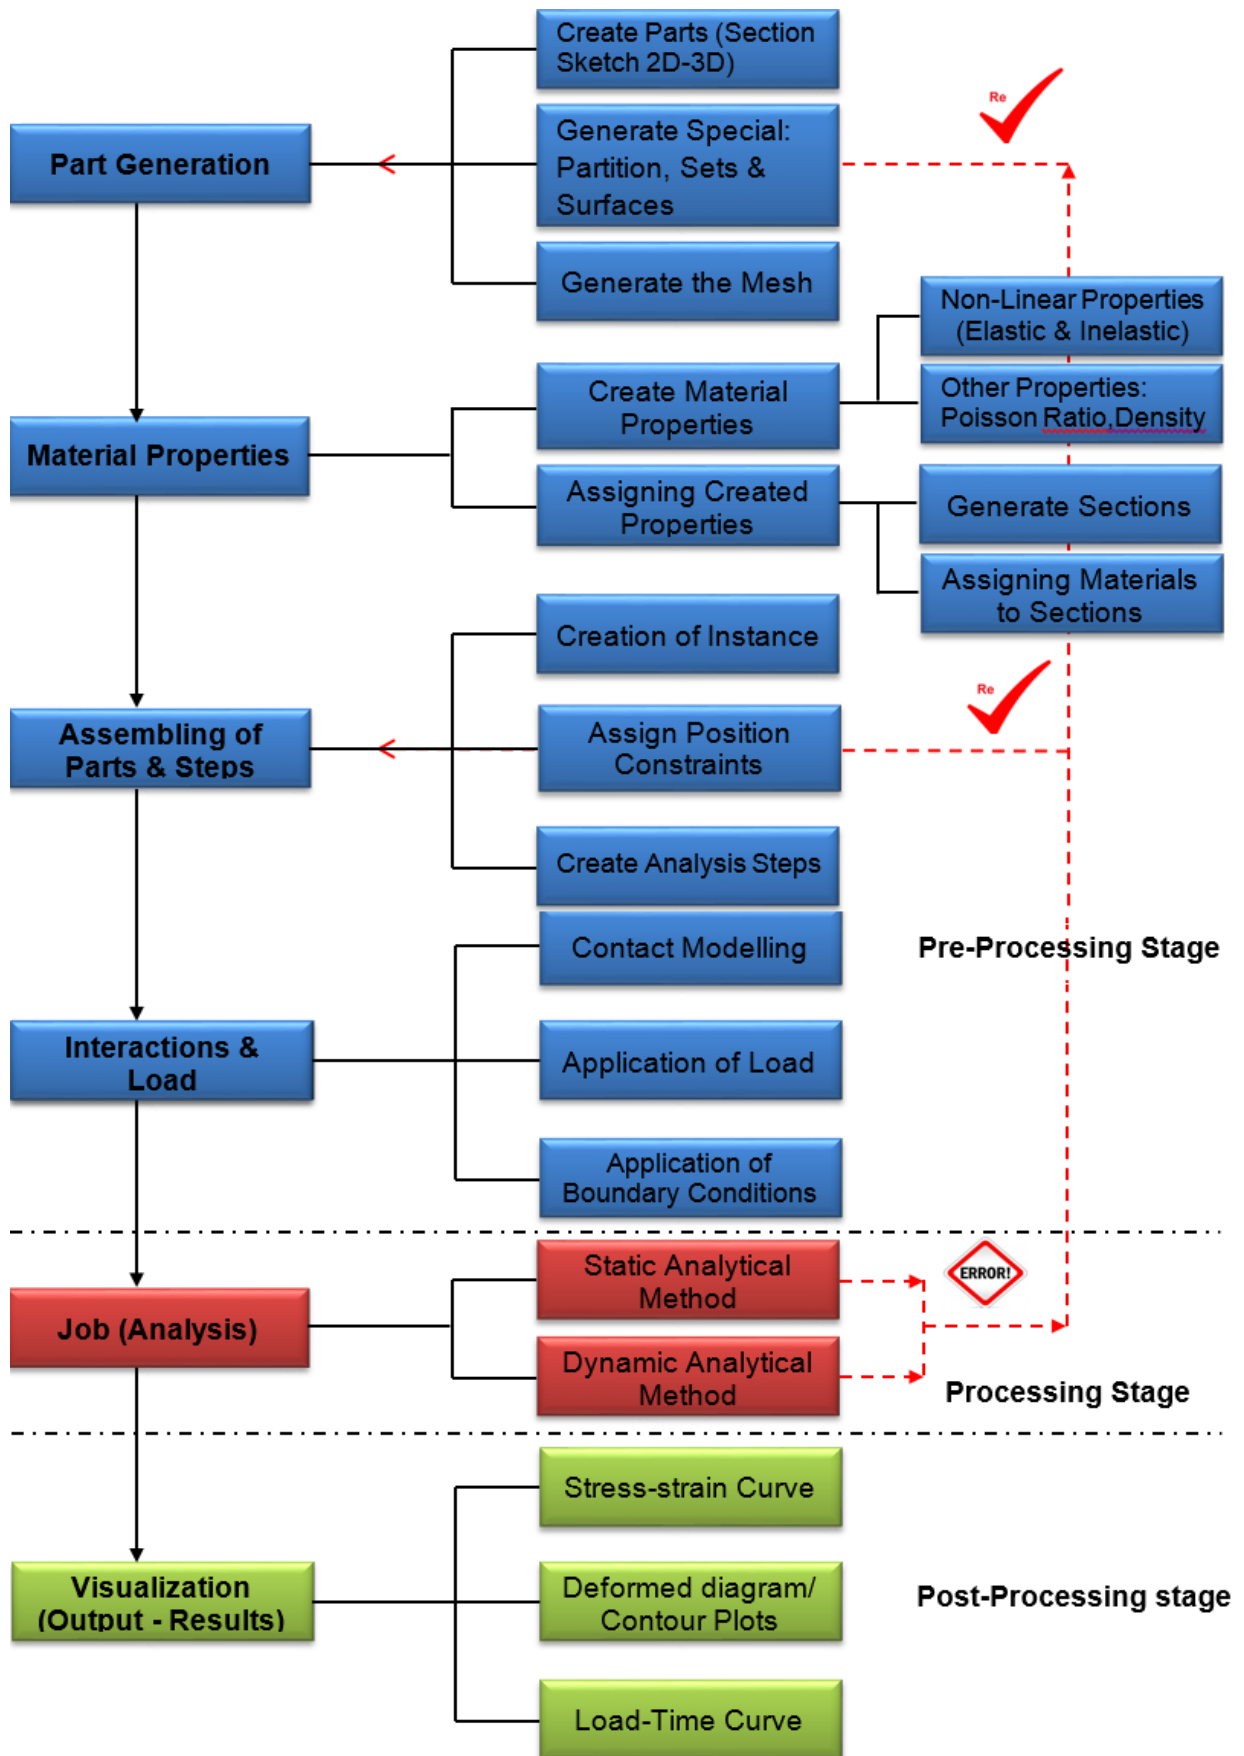 Create Parts (Section
Sketch 2D-3D)
Re
Part Generation
Generate Special:
Partition, Sets &
Surfaces
Generate the Mesh
Non-Linear Properties
(Elastic & Inelastic)
Create Material
Properties
Other Properties:
Poisson Ratio,Density
Material Properties
Assigning Created
Properties
Generate Sections
Assigning Materials
to Sections
Creation of Instance
Re
Assembling of
Parts & Steps
Assign Position
Constraints
Create Analysis Steps
Contact Modelling
Pre-Processing Stage
Interactions &
Load
Application of Load
Application of
Boundary Conditions
Static Analytical
Method
ERROR!
Job (Analysis)
Dynamic Analytical
Method
Processing Stage
Stress-strain Curve
Visualization
(Output - Results)
Deformed diagram/
Contour Plots
Post-Processing stage
Load-Time Curve